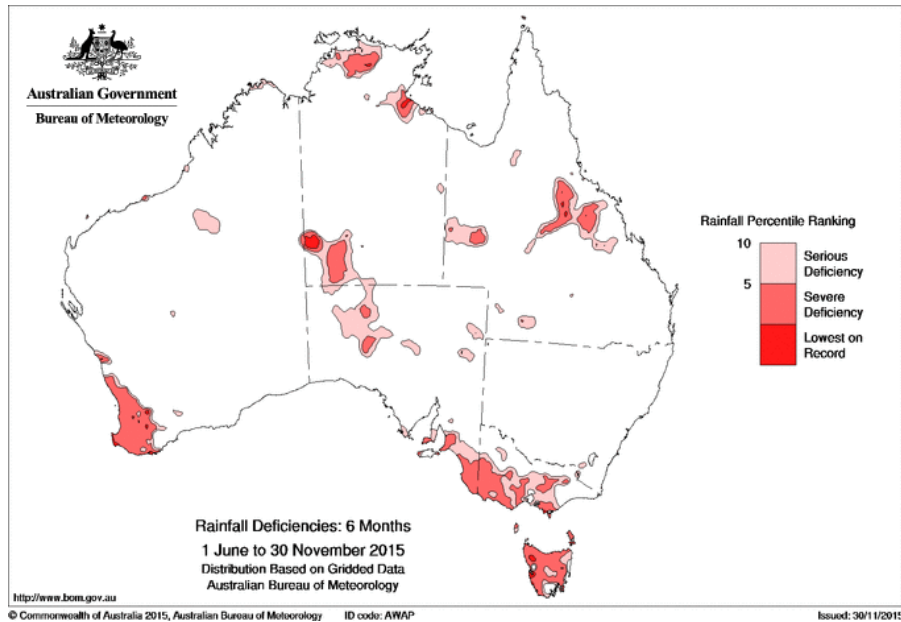 Australian Government
Bureau of Meteorology
Rainfall Percentile Ranking
10
Serious
Deficiency
5
Severe
Deficiency
Lowest on
Record
Rainfall Deficiencies: 6 Months
1 June to 30 November 2015
Distribution Based on Gridded Data
Australian Bureau of Meteorology
http://www.bom.gov.au
© Commonwealth of Australia 2015, Australian Bureau of Meteorology ID code: AWAP Issued: 30/11/2015